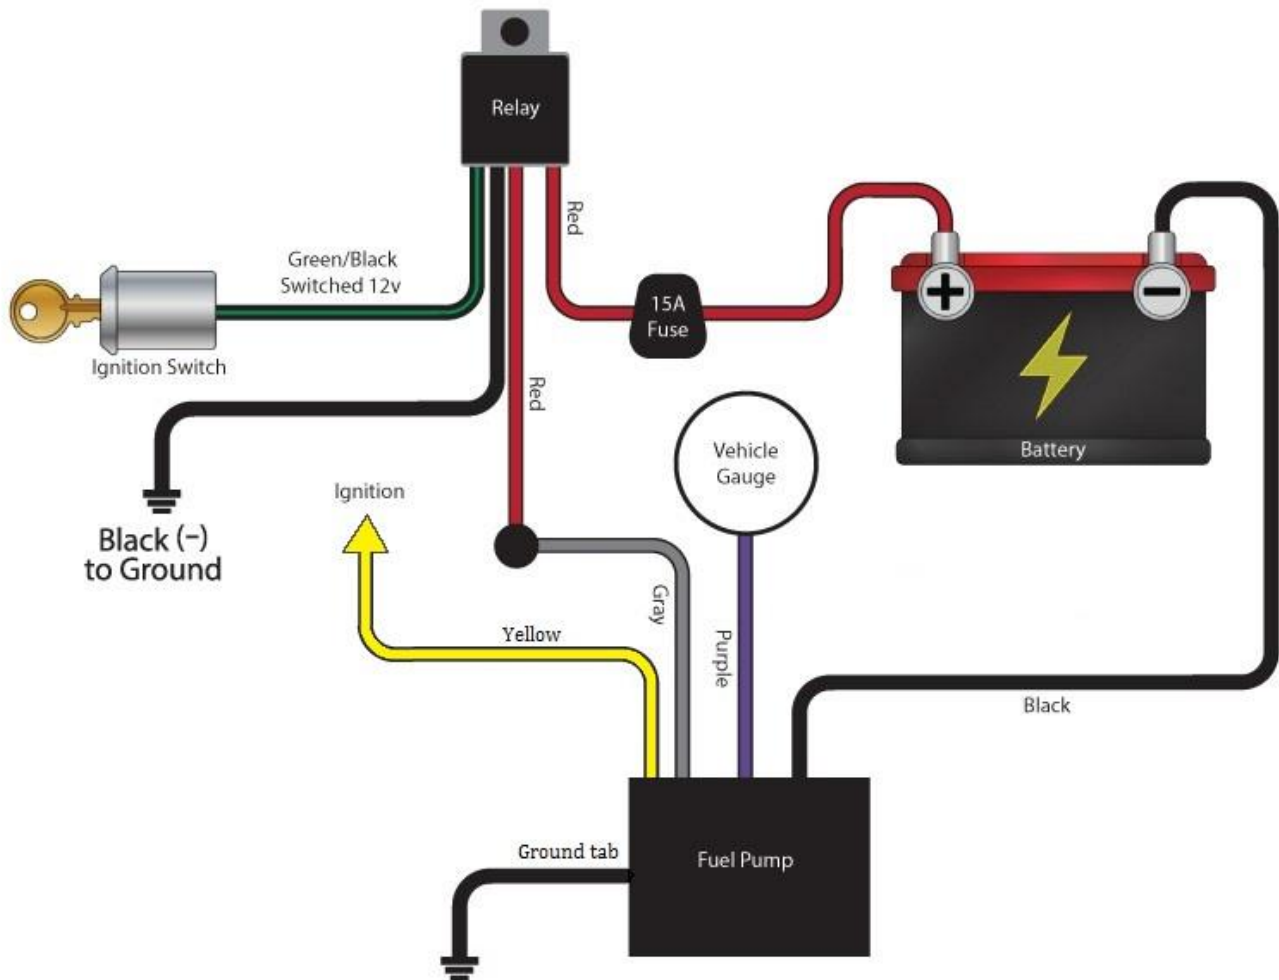 Relay
Red
Green/Black
Switched 12v
15A
Fuse
Ignition Switch
Red
Vehicle
Gauge
Battery
Ignition
Black (-)
to Ground
Gray
Yellow
Purple
Black
Ground tab
Fuel Pump